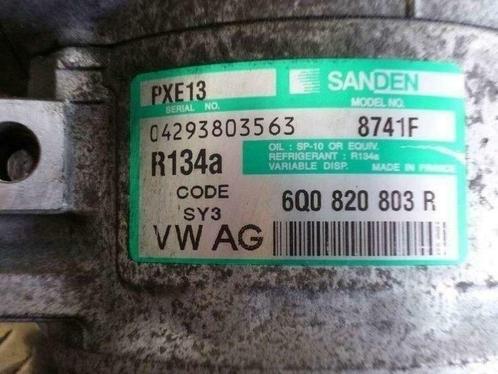 PXE13
SANDEN
SERIAL NO.
MODEL NO.
04293803563
8741F
R134a
OIL : SP-10 OR EQUIV.
REFRIGERANT : R134a
VARIABLE DISP. MADE IN FRANCE
CODE
SY3
6Q0 820 803 R
VW AG